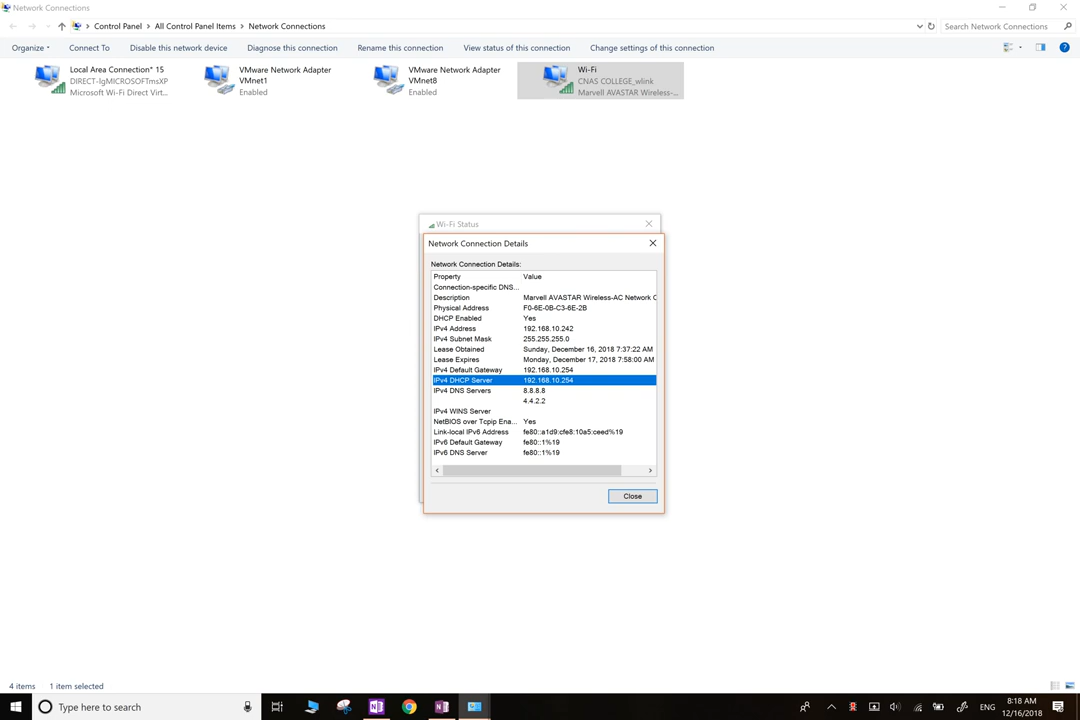 Network Connections
Control Panel > All Control Panel Items > Network Connections
Search Network Connections
Organize
Connect To
Disable this network device
Diagnose this connection
Rename this connection
View status of this connection
Change settings of this connection
Local Area Connection* 15
DIRECT-IgMICROSOFTmsXP
Microsoft Wi-Fi Direct Virt...
VMware Network Adapter
VMnet1
Enabled
VMware Network Adapter
VMnet8
Enabled
Wi-Fi
CNAS COLLEGE_wlink
Marvell AVASTAR Wireless-...
Wi-Fi Status
Network Connection Details
Network Connection Details:
Property Value
Connection-specific DNS...
Description Marvell AVASTAR Wireless-AC Network C
Physical Address F0-6E-0B-C3-6E-2B
DHCP Enabled Yes
IPv4 Address 192.168.10.242
IPv4 Subnet Mask 255.255.255.0
Lease Obtained Sunday, December 16, 2018 7:37:22 AM
Lease Expires Monday, December 17, 2018 7:58:00 AM
IPv4 Default Gateway 192.168.10.254
IPv4 DHCP Server 192.168.10.254
IPv4 DNS Servers 8.8.8.8
4.4.2.2
IPv4 WINS Server
NetBIOS over Tcpip Ena... Yes
Link-local IPv6 Address fe80::a1d9:cfe8:10a5:ceed%19
IPv6 Default Gateway fe80::1%19
IPv6 DNS Server fe80::1%19
Close
4 items 1 item selected
Type here to search
ENG
8:18 AM
12/16/2018